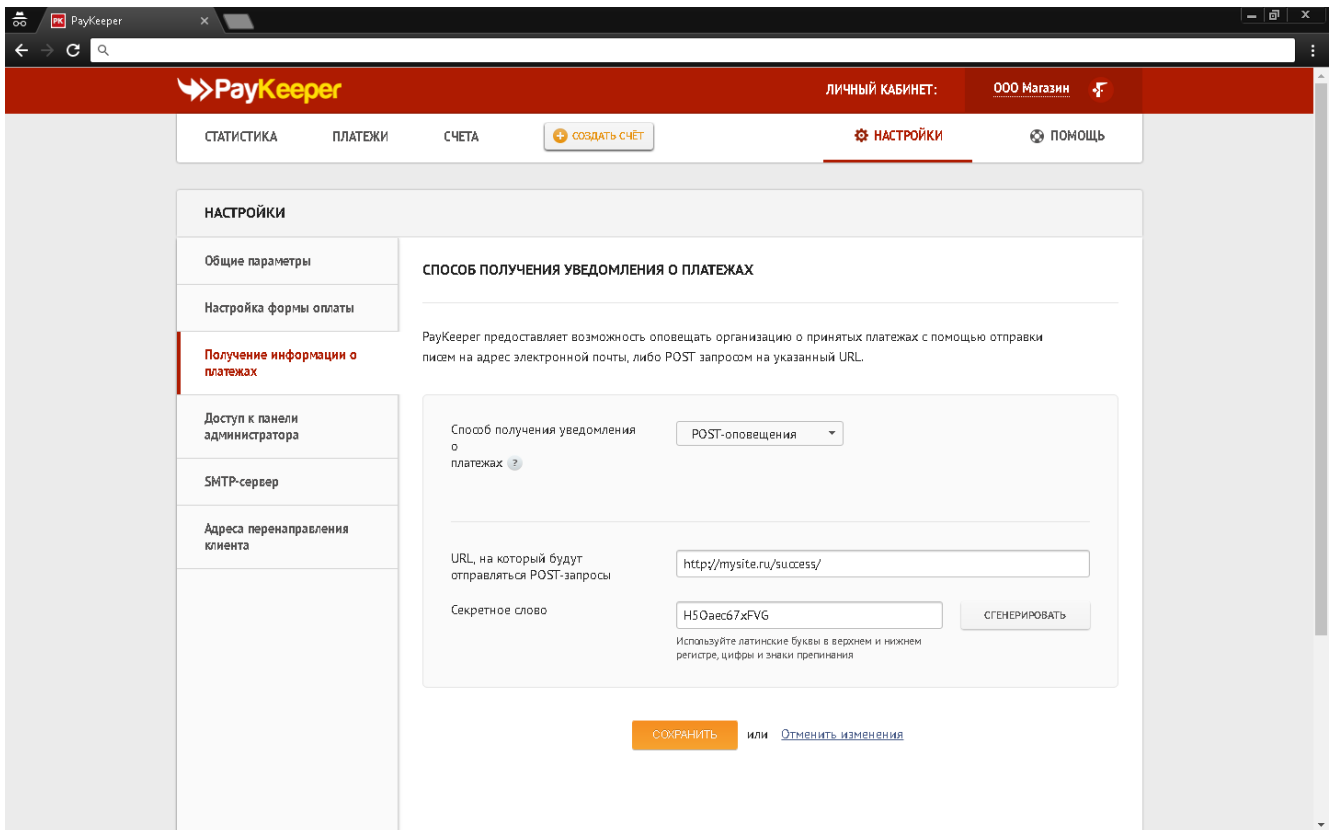 PK PayKeeper
PayKeeper
ЛИЧНЫЙ КАБИНЕТ:
ООО Магазин
СТАТИСТИКА
ПЛАТЕЖИ
СЧЕТА
СОЗДАТЬ СЧЁТ
НАСТРОЙКИ
ПОМОЩЬ
НАСТРОЙКИ
Общие параметры
Настройка формы оплаты
Получение информации о
платежах
Доступ к панели
администратора
SMTP-сервер
Адреса перенаправления
клиента
СПОСОБ ПОЛУЧЕНИЯ УВЕДОМЛЕНИЯ О ПЛАТЕЖАХ
PayKeeper предоставляет возможность оповещать организацию о принятых платежах с помощью отправки
писем на адрес электронной почты, либо POST запросом на указанный URL.
Способ получения уведомления
о
платежах ?
POST-оповещения
URL, на который будут
отправляться POST-запросы
http://mysite.ru/success/
Секретное слово
H5Oaec67xFVG
СГЕНЕРИРОВАТЬ
Используйте латинские буквы в верхнем и нижнем
регистре, цифры и знаки препинания
СОХРАНИТЬ
или
Отменить изменения